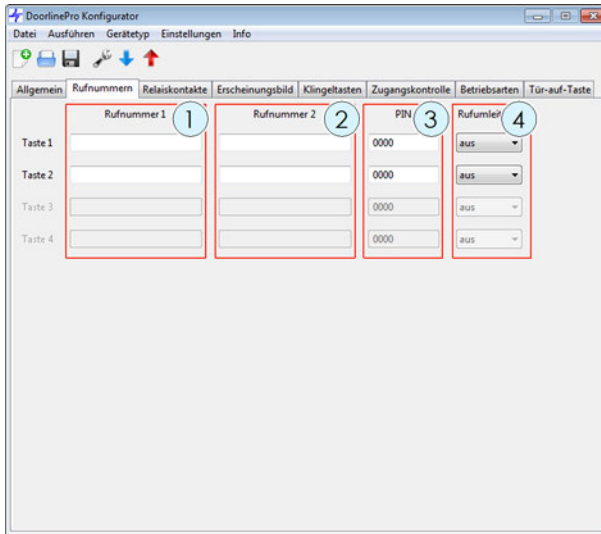 DoorlinePro Konfigurator
Datei Ausführen Gerätetyp Einstellungen Info
Allgemein Rufnummern Relaiskontakte Erscheinungsbild Klingeltasten Zugangskontrolle Betriebsarten Tür-auf-Taste
Rufnummer 1 1 Rufnummer 2 2 PIN 3 Rufumleit 4
Taste 1 0000 aus
Taste 2 0000 aus
Taste 3 0000 aus
Taste 4 0000 aus